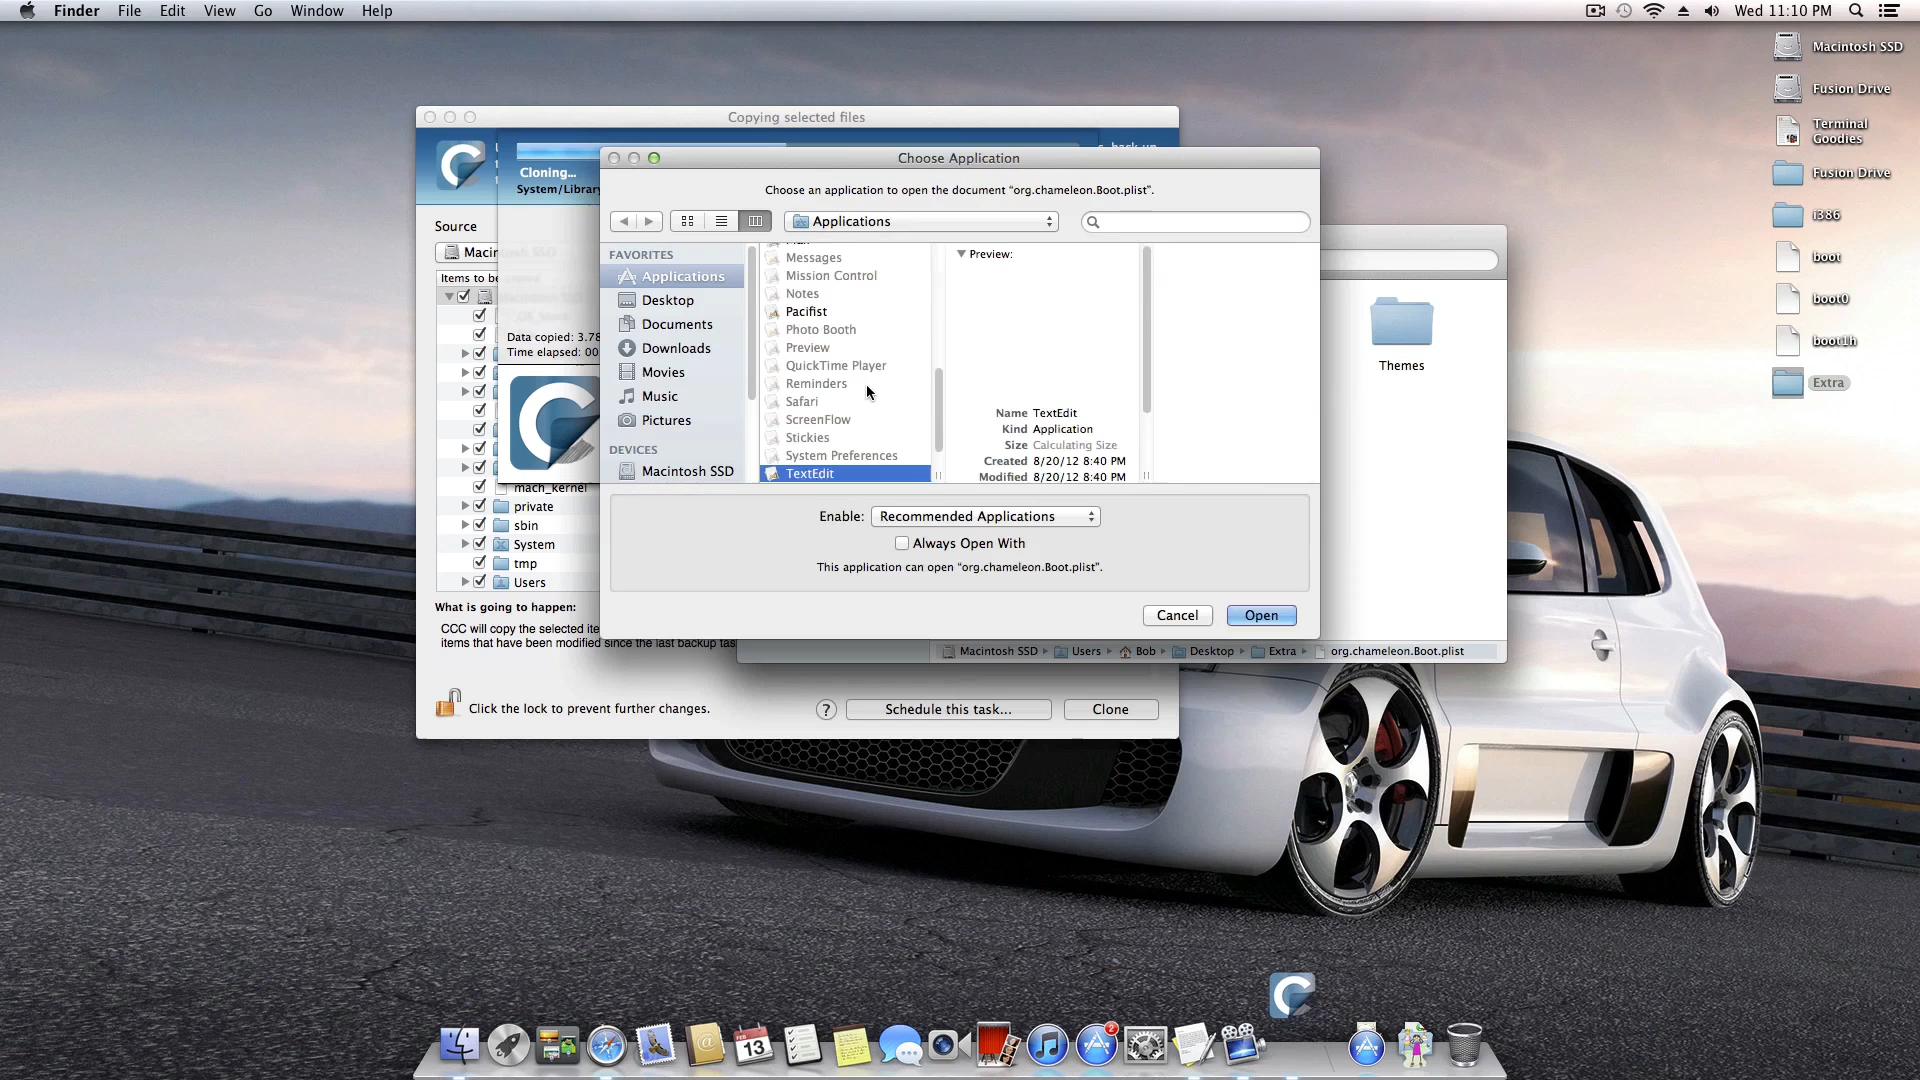 Finder File Edit View Go Window Help
Wed 11:10 PM
Macintosh SSD
Fusion Drive
Terminal
Goodies
Fusion Drive
i386
boot
boot0
boot1h
Extra
Copying selected files
Cloning...
System/Library
Source
Macin
Items to be
Data copied: 3.78
Time elapsed: 00
mach_kernel
private
sbin
System
tmp
Users
What is going to happen:
CCC will copy the selected ite
items that have been modified since the last backup tas
Click the lock to prevent further changes.
?
Schedule this task...
Clone
Choose Application
Choose an application to open the document “org.chameleon.Boot.plist”.
Applications
FAVORITES
Applications
Desktop
Documents
Downloads
Movies
Music
Pictures
DEVICES
Macintosh SSD
Messages
Mission Control
Notes
Pacifist
Photo Booth
Preview
QuickTime Player
Reminders
Safari
ScreenFlow
Stickies
System Preferences
TextEdit
Preview:
Name TextEdit
Kind Application
Size Calculating Size
Created 8/20/12 8:40 PM
Modified 8/20/12 8:40 PM
Enable: Recommended Applications
Always Open With
This application can open “org.chameleon.Boot.plist”.
Cancel
Open
Themes
Macintosh SSD
Users
Bob
Desktop
Extra
org.chameleon.Boot.plist
FEB
13
2